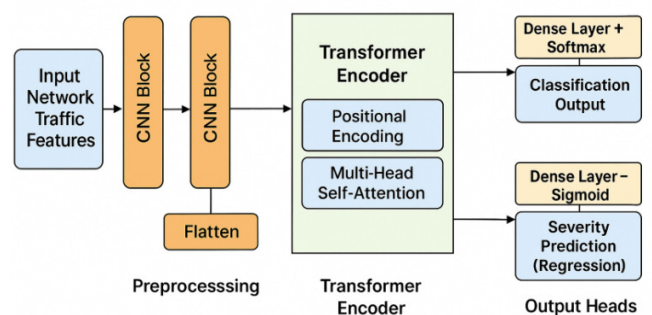 Input
Network
Traffic
Features
CNN Block
CNN Block
Flatten
Preprocesssing
Transformer
Encoder
Positional
Encoding
Multi-Head
Self-Attention
Transformer
Encoder
Dense Layer +
Softmax
Classification
Output
Dense Layer –
Sigmoid
Severity
Prediction
(Regression)
Output Heads